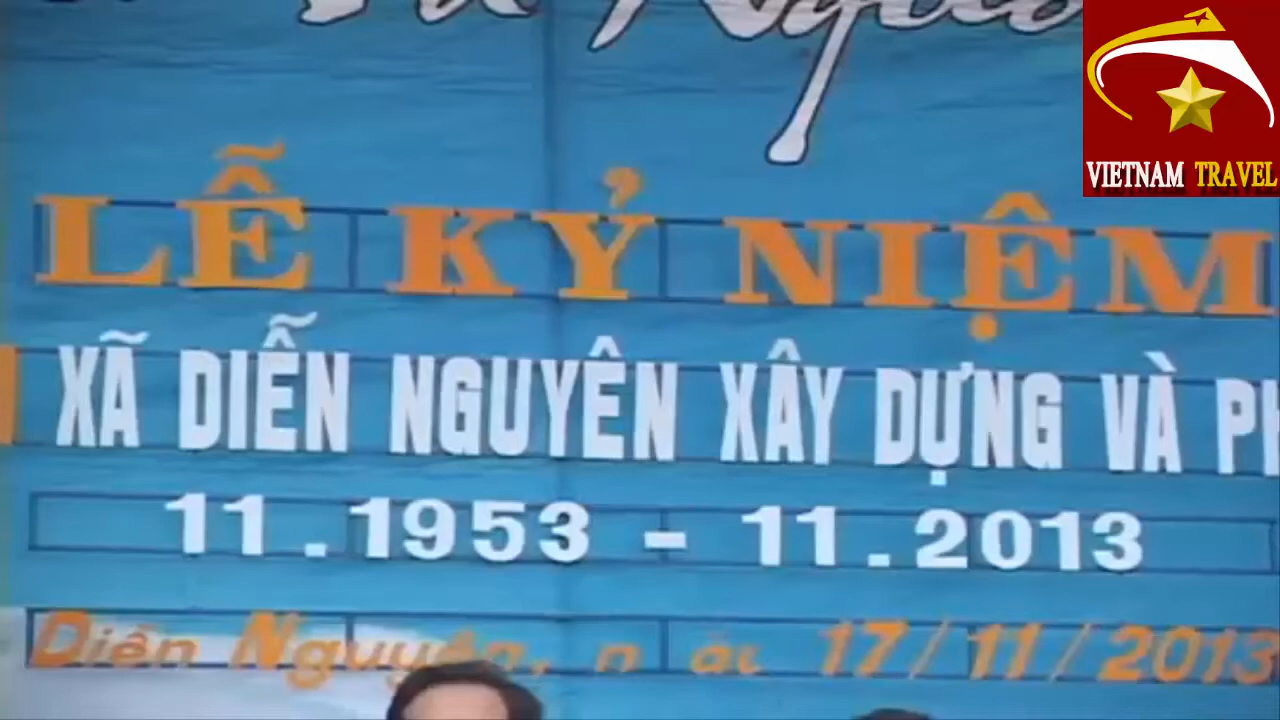 VIETNAM TRAVEL
LỄ KỶ NIỆM
XÃ DIỄN NGUYÊN XÂY DỰNG VÀ
11.1953 - 11.2013
Diễn Nguyên, 17/11/2013